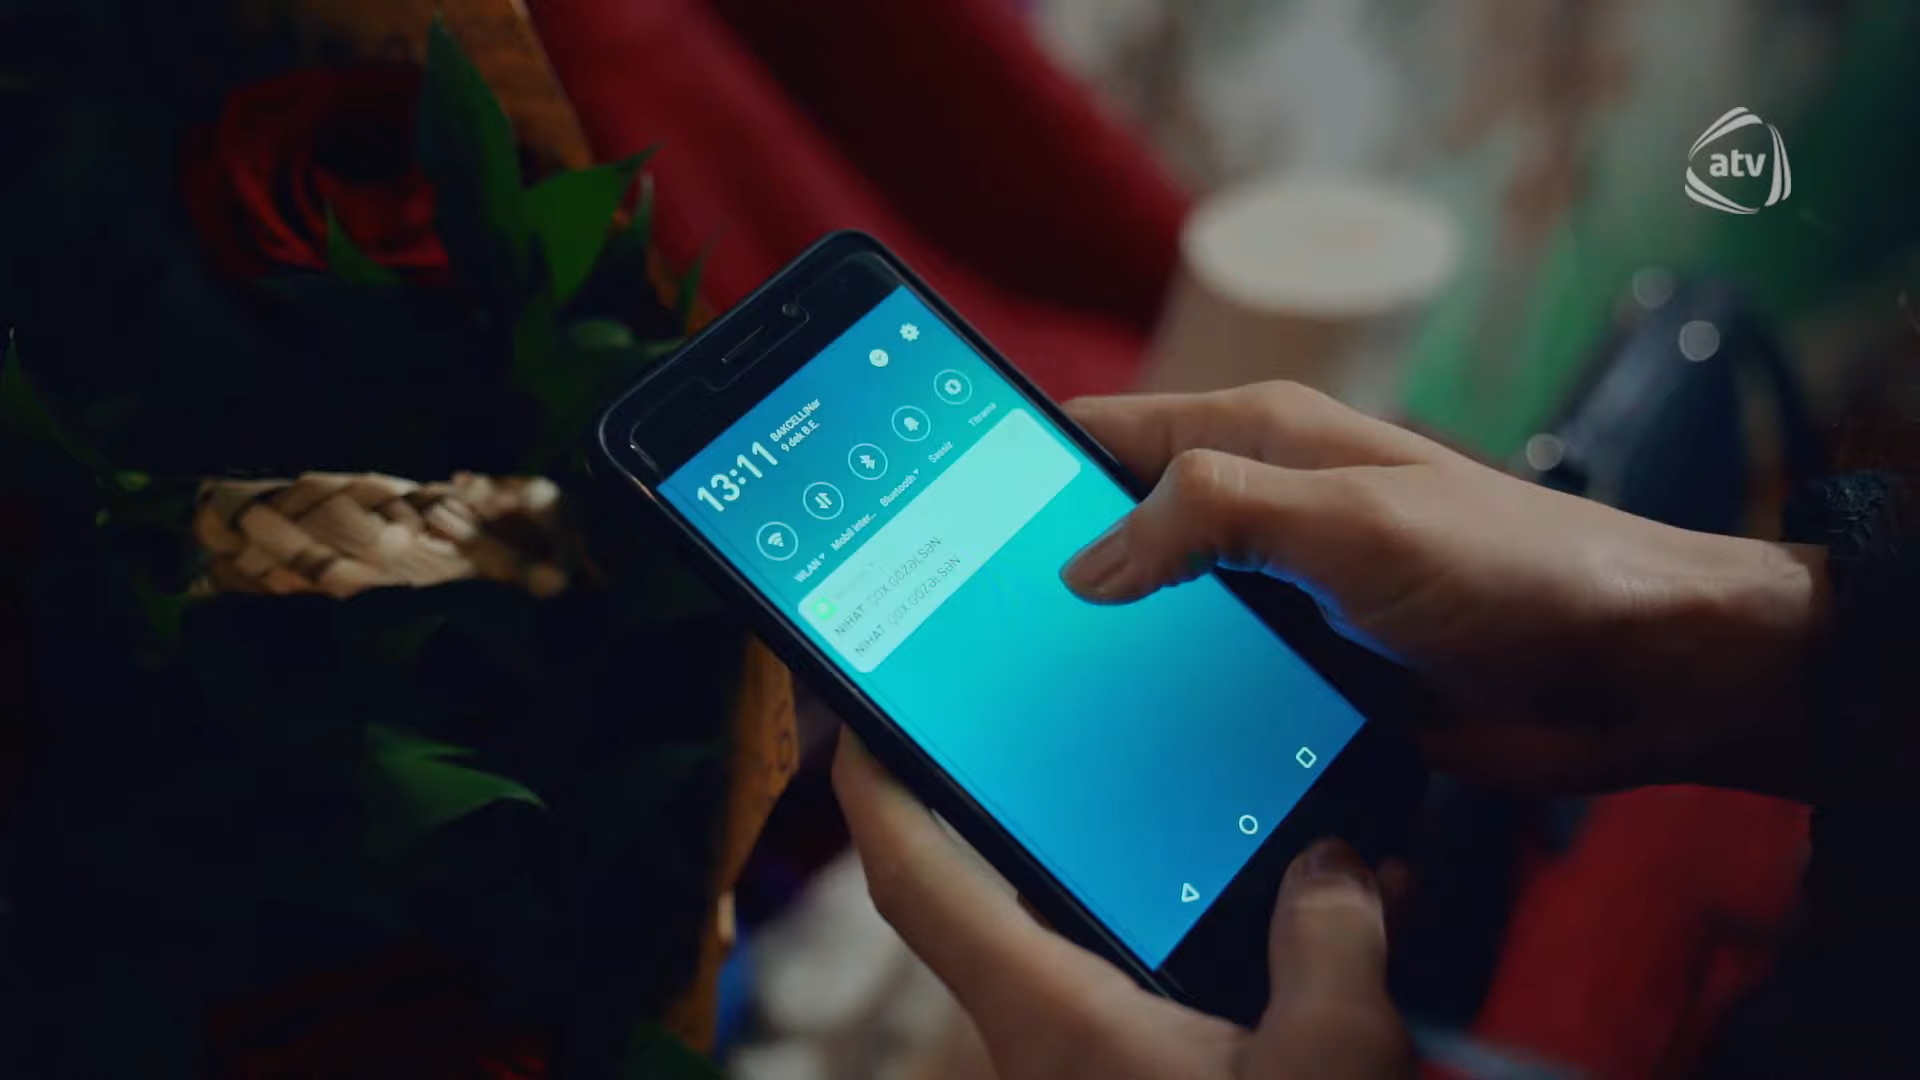 atv
13:11
BAKCELLINar
9 dek B.E.
WLAN
Mobil inter...
Bluetooth
Səssiz
Titrəmə
NİHAT ÇOX GÖZƏLSƏN
NİHAT ÇOX GÖZƏLSƏN